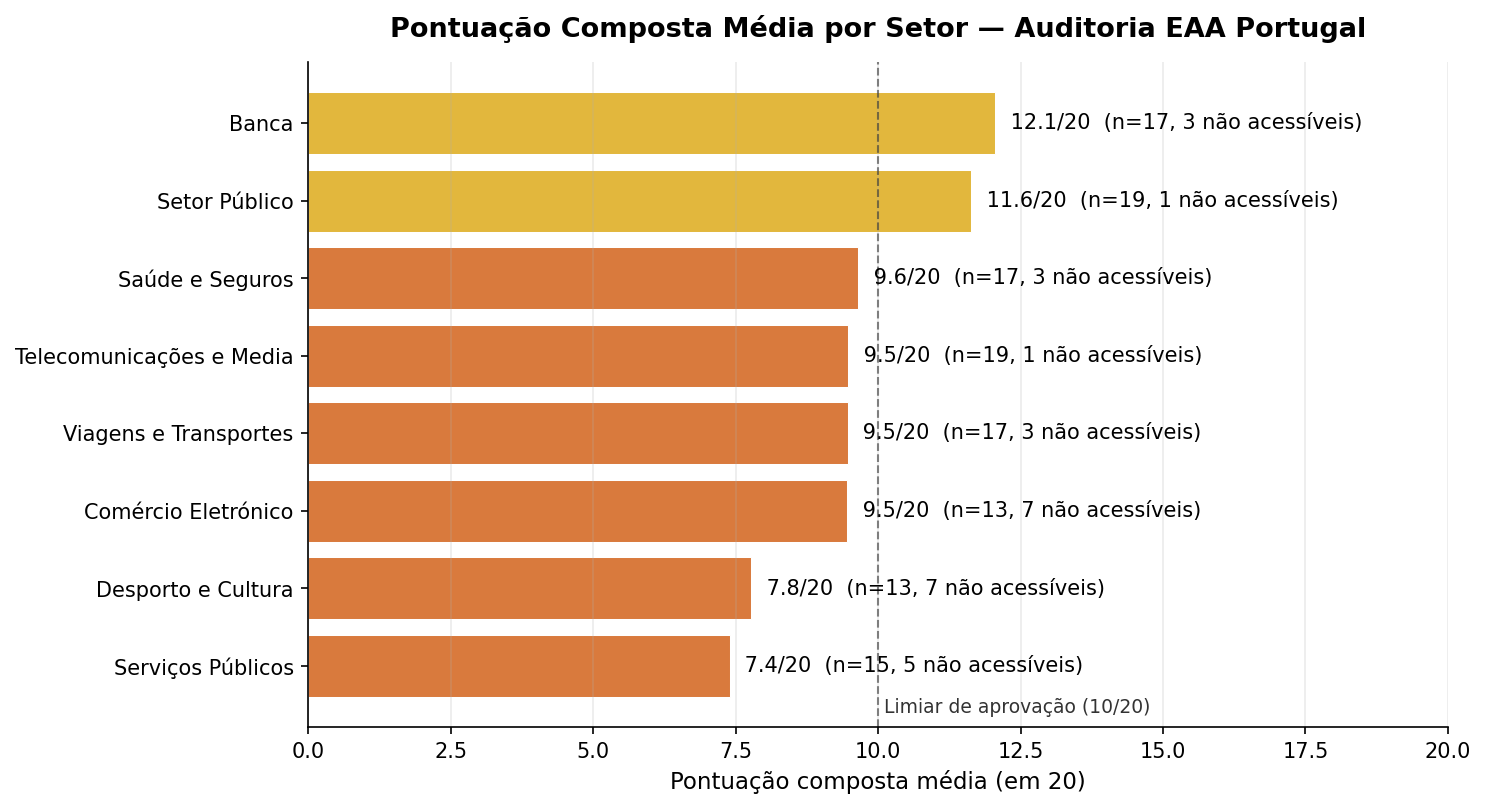 Pontuação Composta Média por Setor — Auditoria EAA Portugal
Banca
12.1/20 (n=17, 3 não acessíveis)
Setor Público
11.6/20 (n=19, 1 não acessíveis)
Saúde e Seguros
9.6/20 (n=17, 3 não acessíveis)
Telecomunicações e Media
9.5/20 (n=19, 1 não acessíveis)
Viagens e Transportes
9.5/20 (n=17, 3 não acessíveis)
Comércio Eletrónico
9.5/20 (n=13, 7 não acessíveis)
Desporto e Cultura
7.8/20 (n=13, 7 não acessíveis)
Serviços Públicos
7.4/20 (n=15, 5 não acessíveis)
Limiar de aprovação (10/20)
0.0 2.5 5.0 7.5 10.0 12.5 15.0 17.5 20.0
Pontuação composta média (em 20)